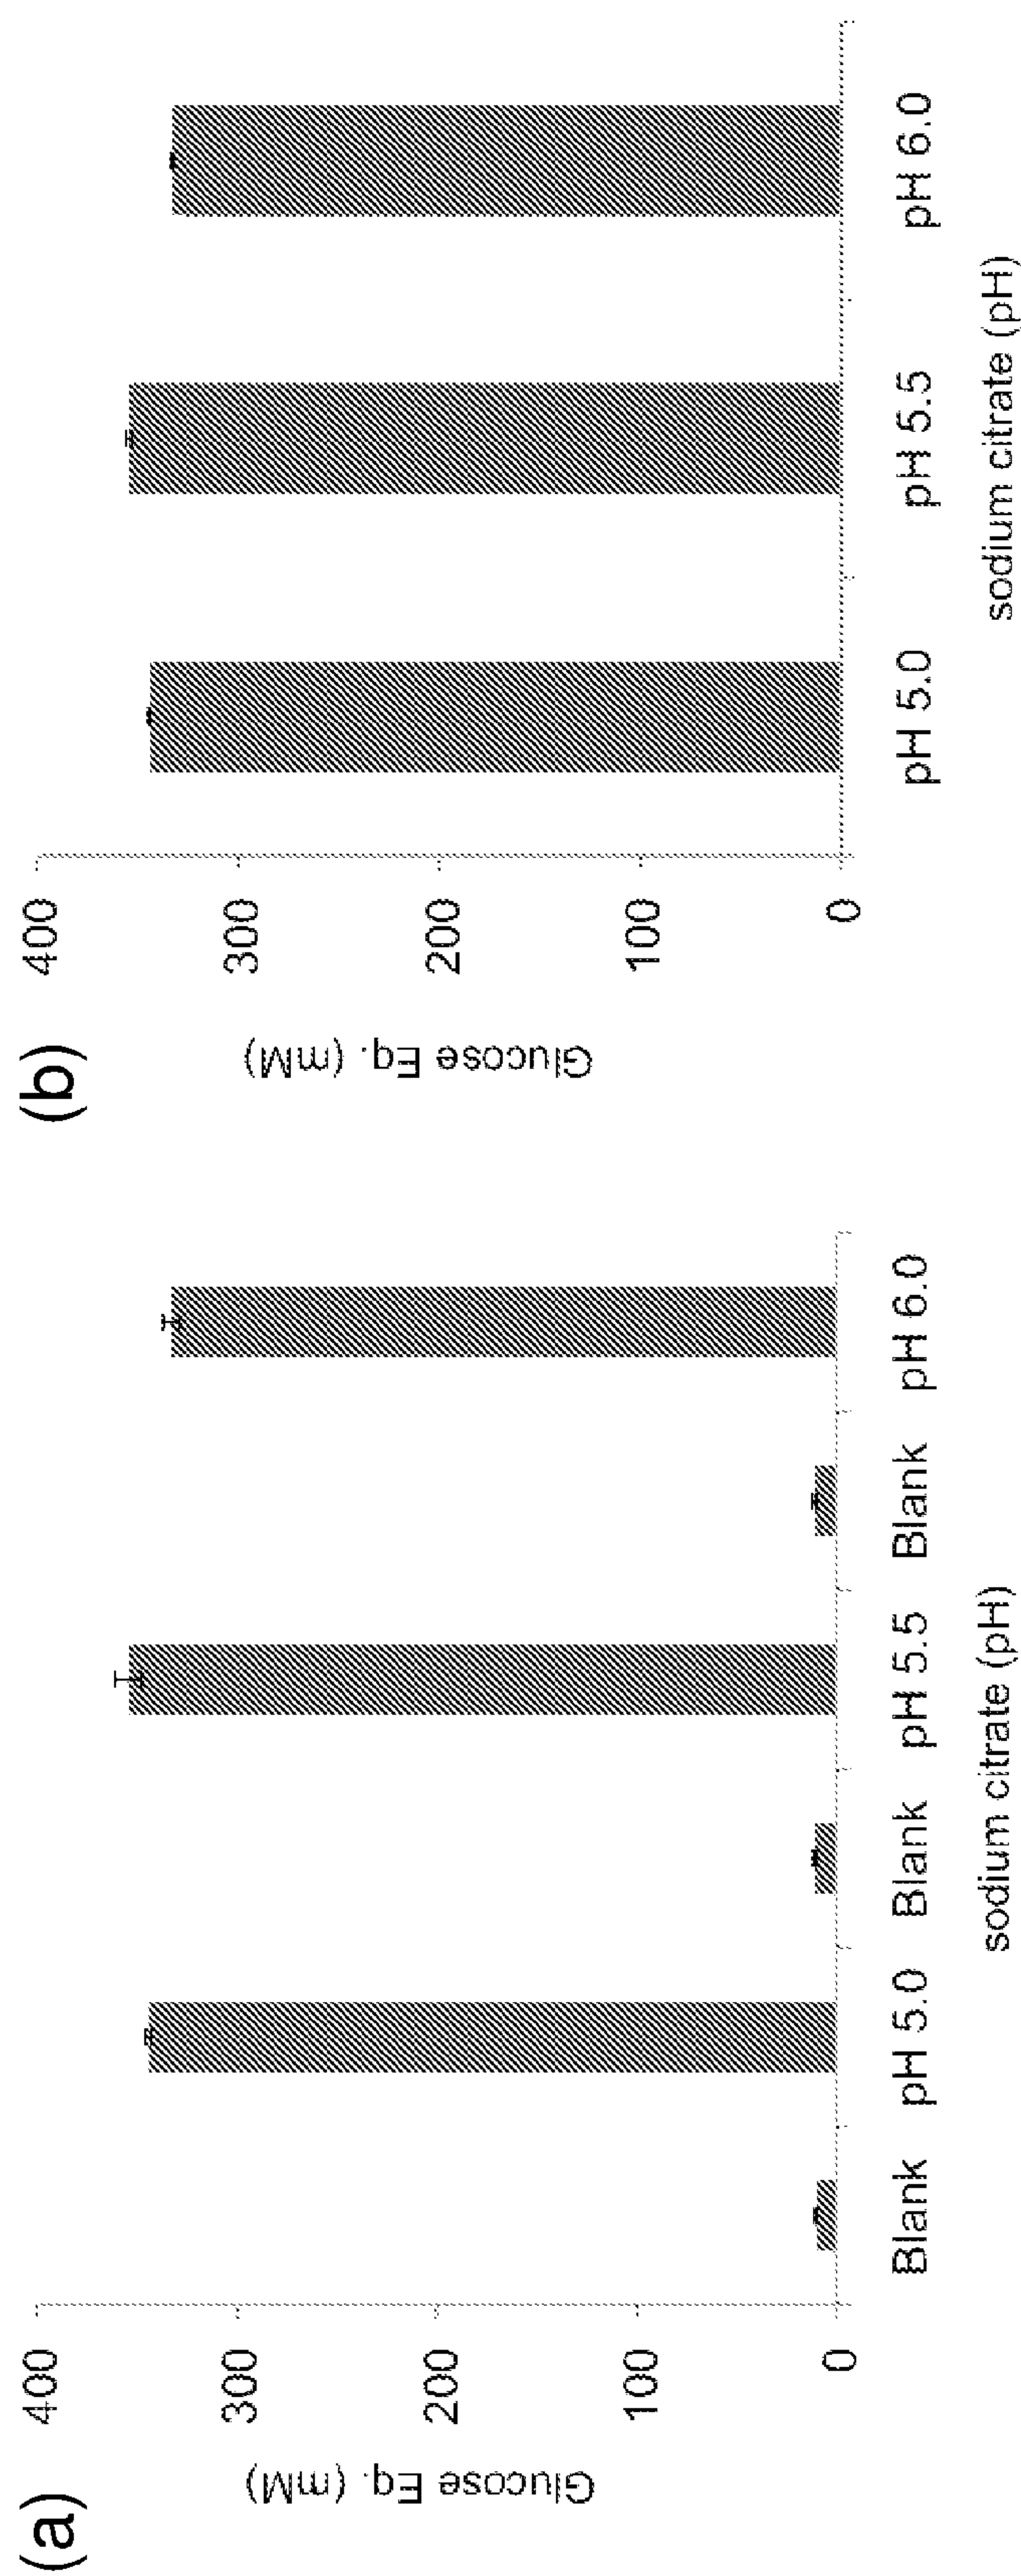 (a)
Glucose Eq. (mM)
400
300
200
100
0
Blank pH 5.0 Blank pH 5.5 Blank pH 6.0
sodium citrate (pH)
(b)
Glucose Eq. (mM)
400
300
200
100
0
pH 5.0 pH 5.5 pH 6.0
sodium citrate (pH)